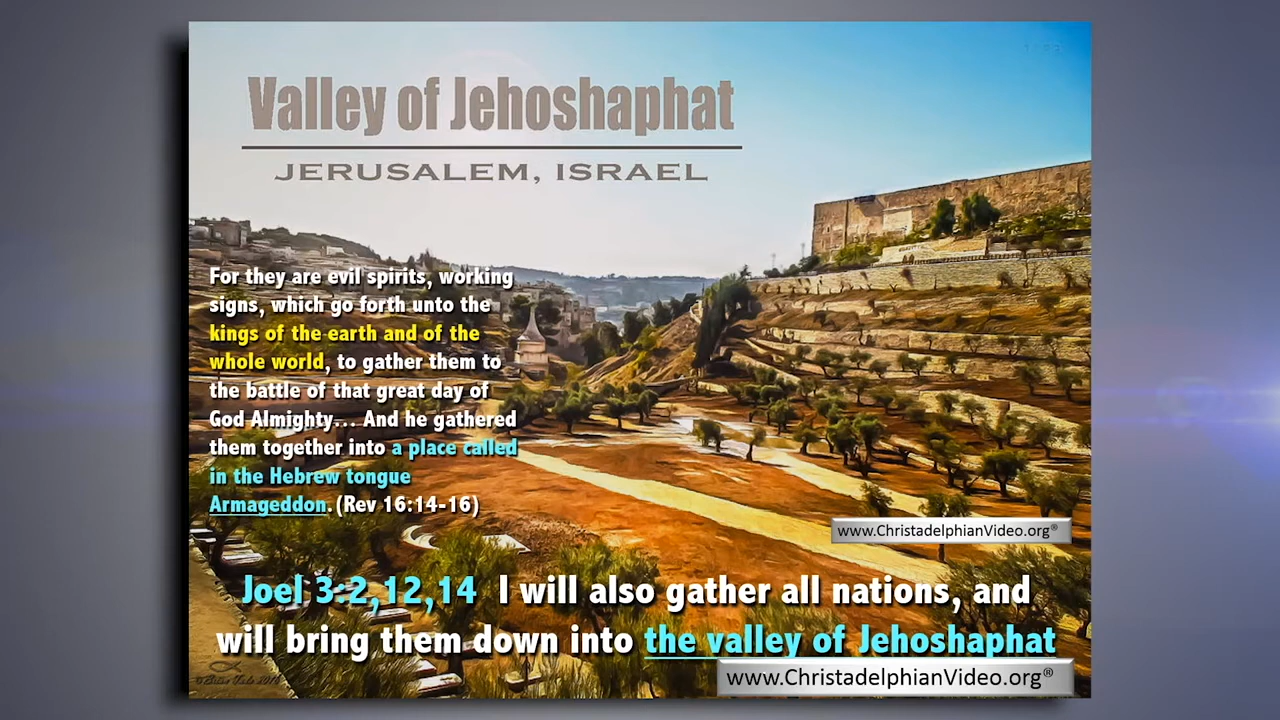 Valley of Jehoshaphat
JERUSALEM, ISRAEL
For they are evil spirits, working
signs, which go forth unto the
kings of the earth and of the
whole world, to gather them to
the battle of that great day of
God Almighty... And he gathered
them together into a place called
in the Hebrew tongue
Armageddon. (Rev 16:14-16)
www.ChristadelphianVideo.org®
Joel 3:2,12,14 I will also gather all nations, and
will bring them down into the valley of Jehoshaphat
www.ChristadelphianVideo.org®